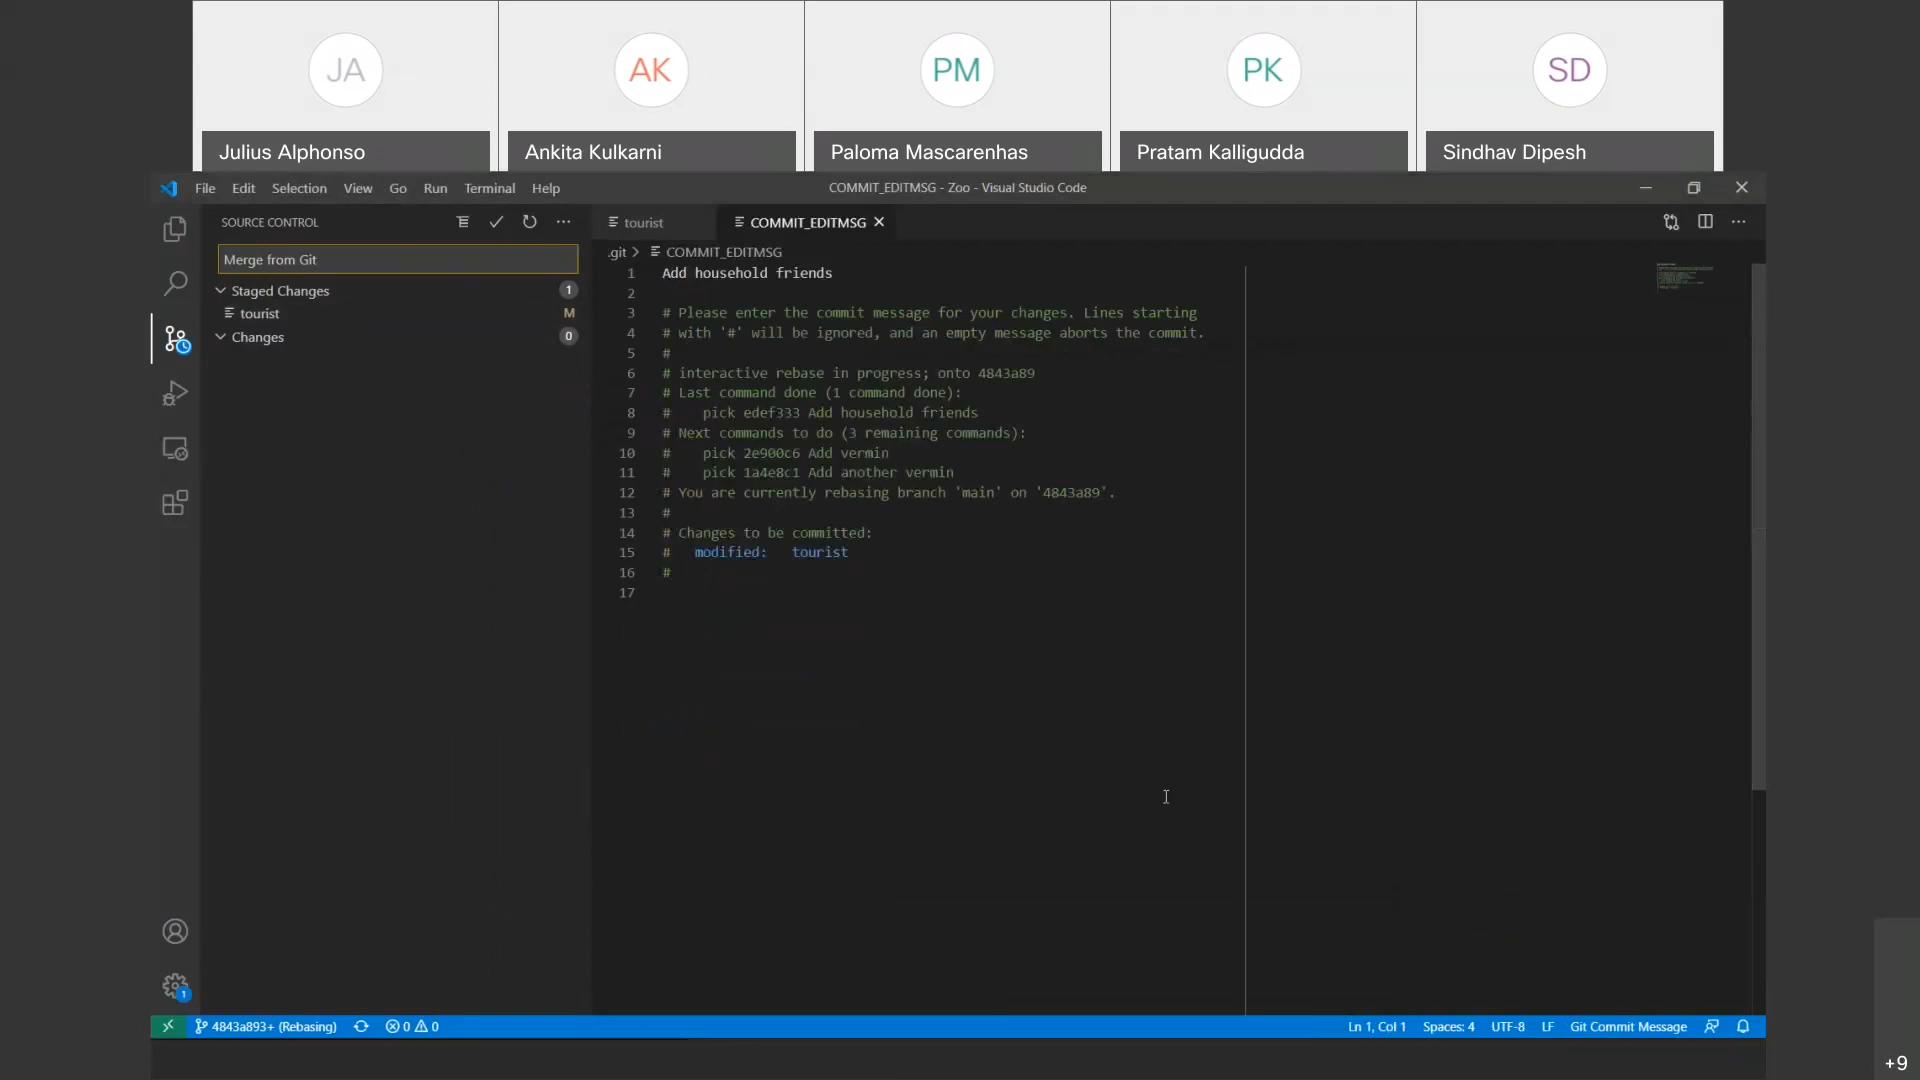 JA
AK
PM
PK
SD
Julius Alphonso
Ankita Kulkarni
Paloma Mascarenhas
Pratam Kalligudda
Sindhav Dipesh
File Edit Selection View Go Run Terminal Help
COMMIT_EDITMSG - Zoo - Visual Studio Code
SOURCE CONTROL
tourist
COMMIT_EDITMSG
.git > COMMIT_EDITMSG
Merge from Git
Staged Changes 1
tourist M
Changes 0
1 Add household friends
2
3 # Please enter the commit message for your changes. Lines starting
4 # with '#' will be ignored, and an empty message aborts the commit.
5 #
6 # interactive rebase in progress; onto 4843a89
7 # Last command done (1 command done):
8 #    pick edef333 Add household friends
9 # Next commands to do (3 remaining commands):
10 #    pick 2e900c6 Add vermin
11 #    pick 1a4e8c1 Add another vermin
12 # You are currently rebasing branch 'main' on '4843a89'.
13 #
14 # Changes to be committed:
15 #   modified:   tourist
16 #
17
1
4843a893+ (Rebasing) 0 0
Ln 1, Col 1 Spaces: 4 UTF-8 LF Git Commit Message
+9